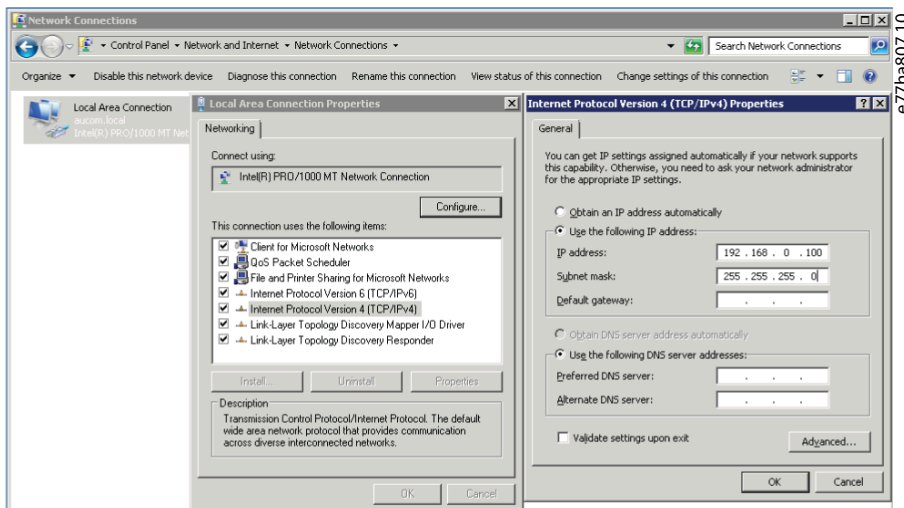 Network Connections
Control Panel Network and Internet Network Connections
Search Network Connections
Organize Disable this network device Diagnose this connection Rename this connection View status of this connection Change settings of this connection
Local Area Connection
aucom.local
Intel(R) PRO/1000 MT Net
Local Area Connection Properties
Networking
Connect using:
Intel(R) PRO/1000 MT Network Connection
Configure...
This connection uses the following items:
Client for Microsoft Networks
QoS Packet Scheduler
File and Printer Sharing for Microsoft Networks
Internet Protocol Version 6 (TCP/IPv6)
Internet Protocol Version 4 (TCP/IPv4)
Link-Layer Topology Discovery Mapper I/O Driver
Link-Layer Topology Discovery Responder
Install... Uninstall Properties
Description
Transmission Control Protocol/Internet Protocol. The default
wide area network protocol that provides communication
across diverse interconnected networks.
OK Cancel
Internet Protocol Version 4 (TCP/IPv4) Properties
General
You can get IP settings assigned automatically if your network supports
this capability. Otherwise, you need to ask your network administrator
for the appropriate IP settings.
Obtain an IP address automatically
Use the following IP address:
IP address: 192 . 168 . 0 . 100
Subnet mask: 255 . 255 . 255 . 0
Default gateway: . . .
Obtain DNS server address automatically
Use the following DNS server addresses:
Preferred DNS server: . . .
Alternate DNS server: . . .
Validate settings upon exit
Advanced...
OK Cancel
e77ha807.10